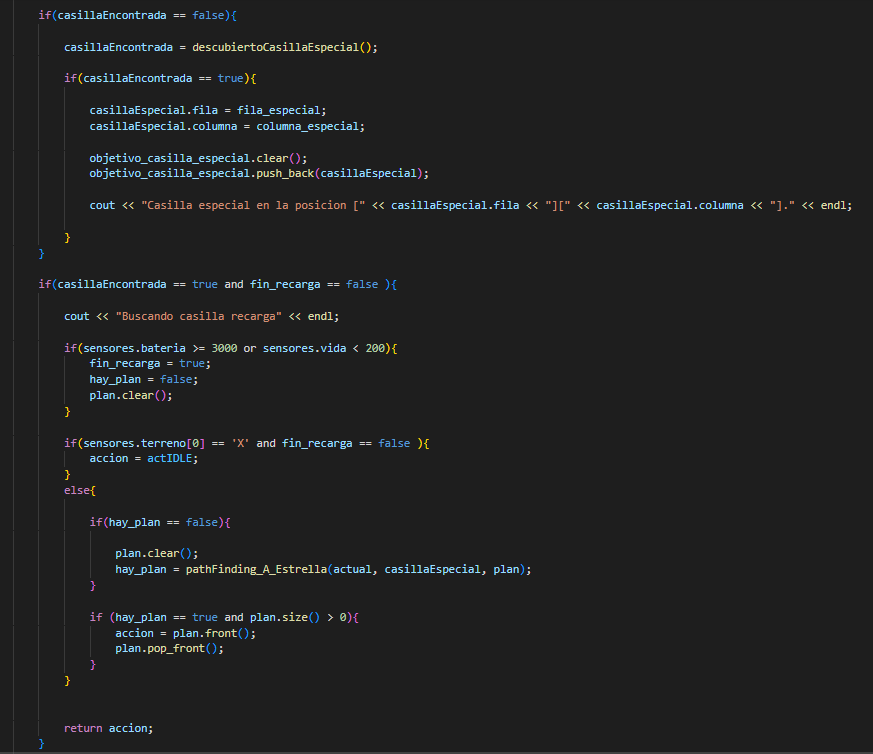 if(casillaEncontrada == false){
casillaEncontrada = descubiertoCasillaEspecial();
if(casillaEncontrada == true){
casillaEspecial.fila = fila_especial;
casillaEspecial.columna = columna_especial;
objetivo_casilla_especial.clear();
objetivo_casilla_especial.push_back(casillaEspecial);
cout << "Casilla especial en la posicion [" << casillaEspecial.fila << "][" << casillaEspecial.columna << "]." << endl;
}
}
if(casillaEncontrada == true and fin_recarga == false ){
cout << "Buscando casilla recarga" << endl;
if(sensores.bateria >= 3000 or sensores.vida < 200){
fin_recarga = true;
hay_plan = false;
plan.clear();
}
if(sensores.terreno[0] == 'X' and fin_recarga == false ){
accion = actIDLE;
}
else{
if(hay_plan == false){
plan.clear();
hay_plan = pathFinding_A_Estrella(actual, casillaEspecial, plan);
}
if (hay_plan == true and plan.size() > 0){
accion = plan.front();
plan.pop_front();
}
}
return accion;
}